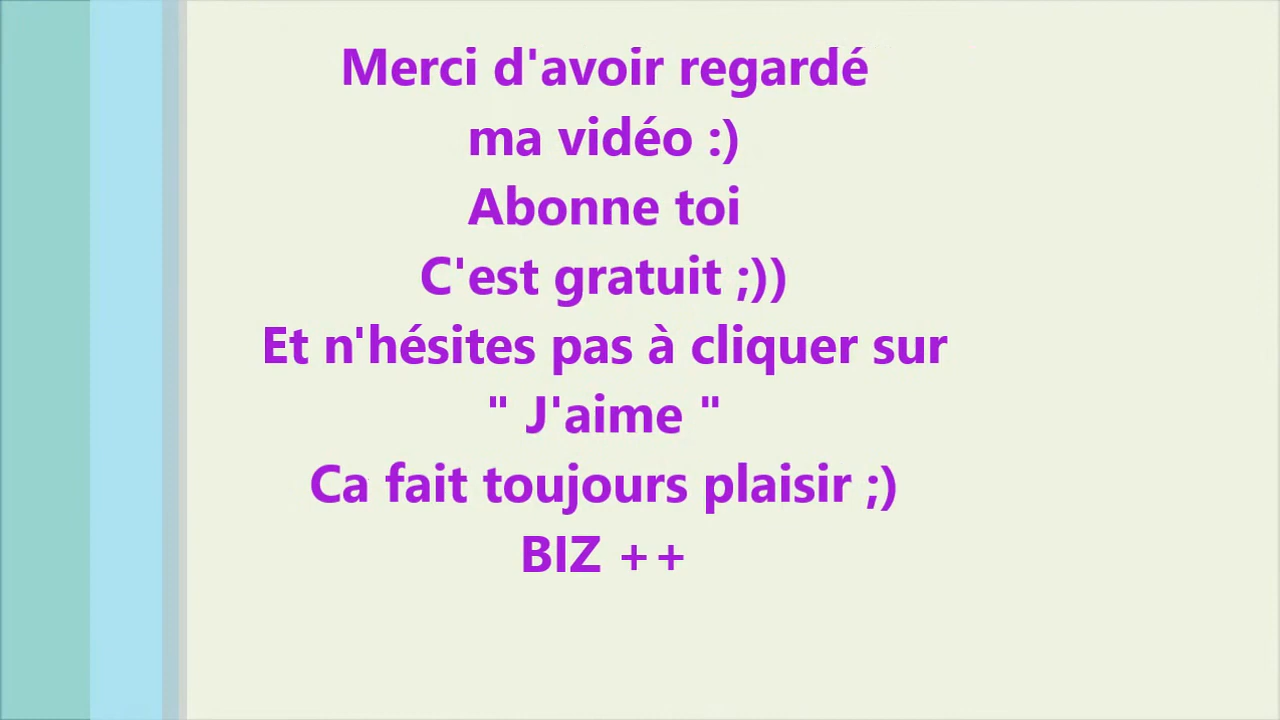 Merci d'avoir regardé
ma vidéo :)
Abonne toi
C'est gratuit ;))
Et n'hésites pas à cliquer sur
" J'aime "
Ca fait toujours plaisir ;)
BIZ ++